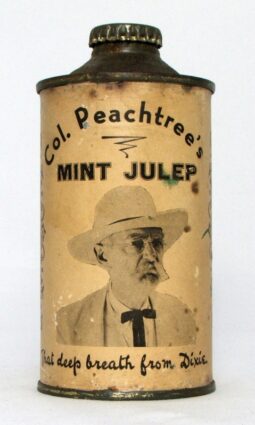 Col. Peachtree's
MINT JULEP
That deep breath from Dixie.